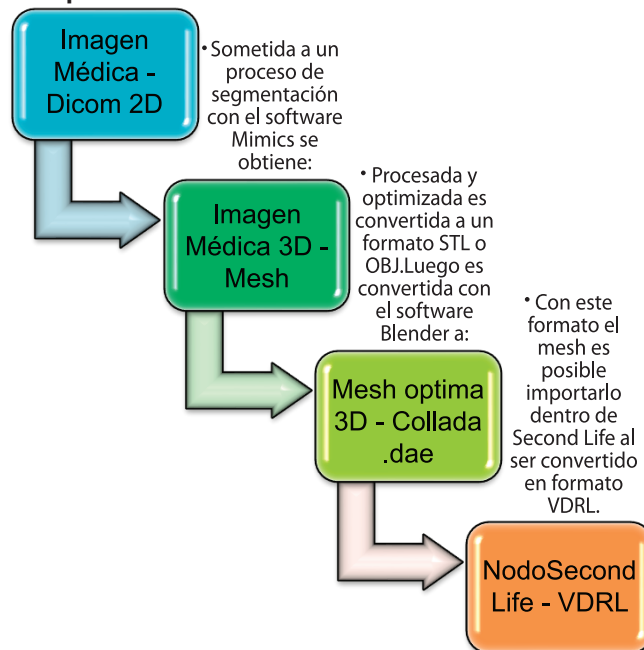 Imagen
Médica -
Dicom 2D
• Sometida a un
proceso de
segmentación
con el software
Mimics se
obtiene:
Imagen
Médica 3D -
Mesh
• Procesada y
optimizada es
convertida a un
formato STL o
OBJ.Luego es
convertida con
el software
Blender a:
Mesh optima
3D - Collada
.dae
• Con este
formato el
mesh es
posible
importarlo
dentro de
Second Life al
ser convertido
en formato
VDRL.
NodoSecond
Life - VDRL